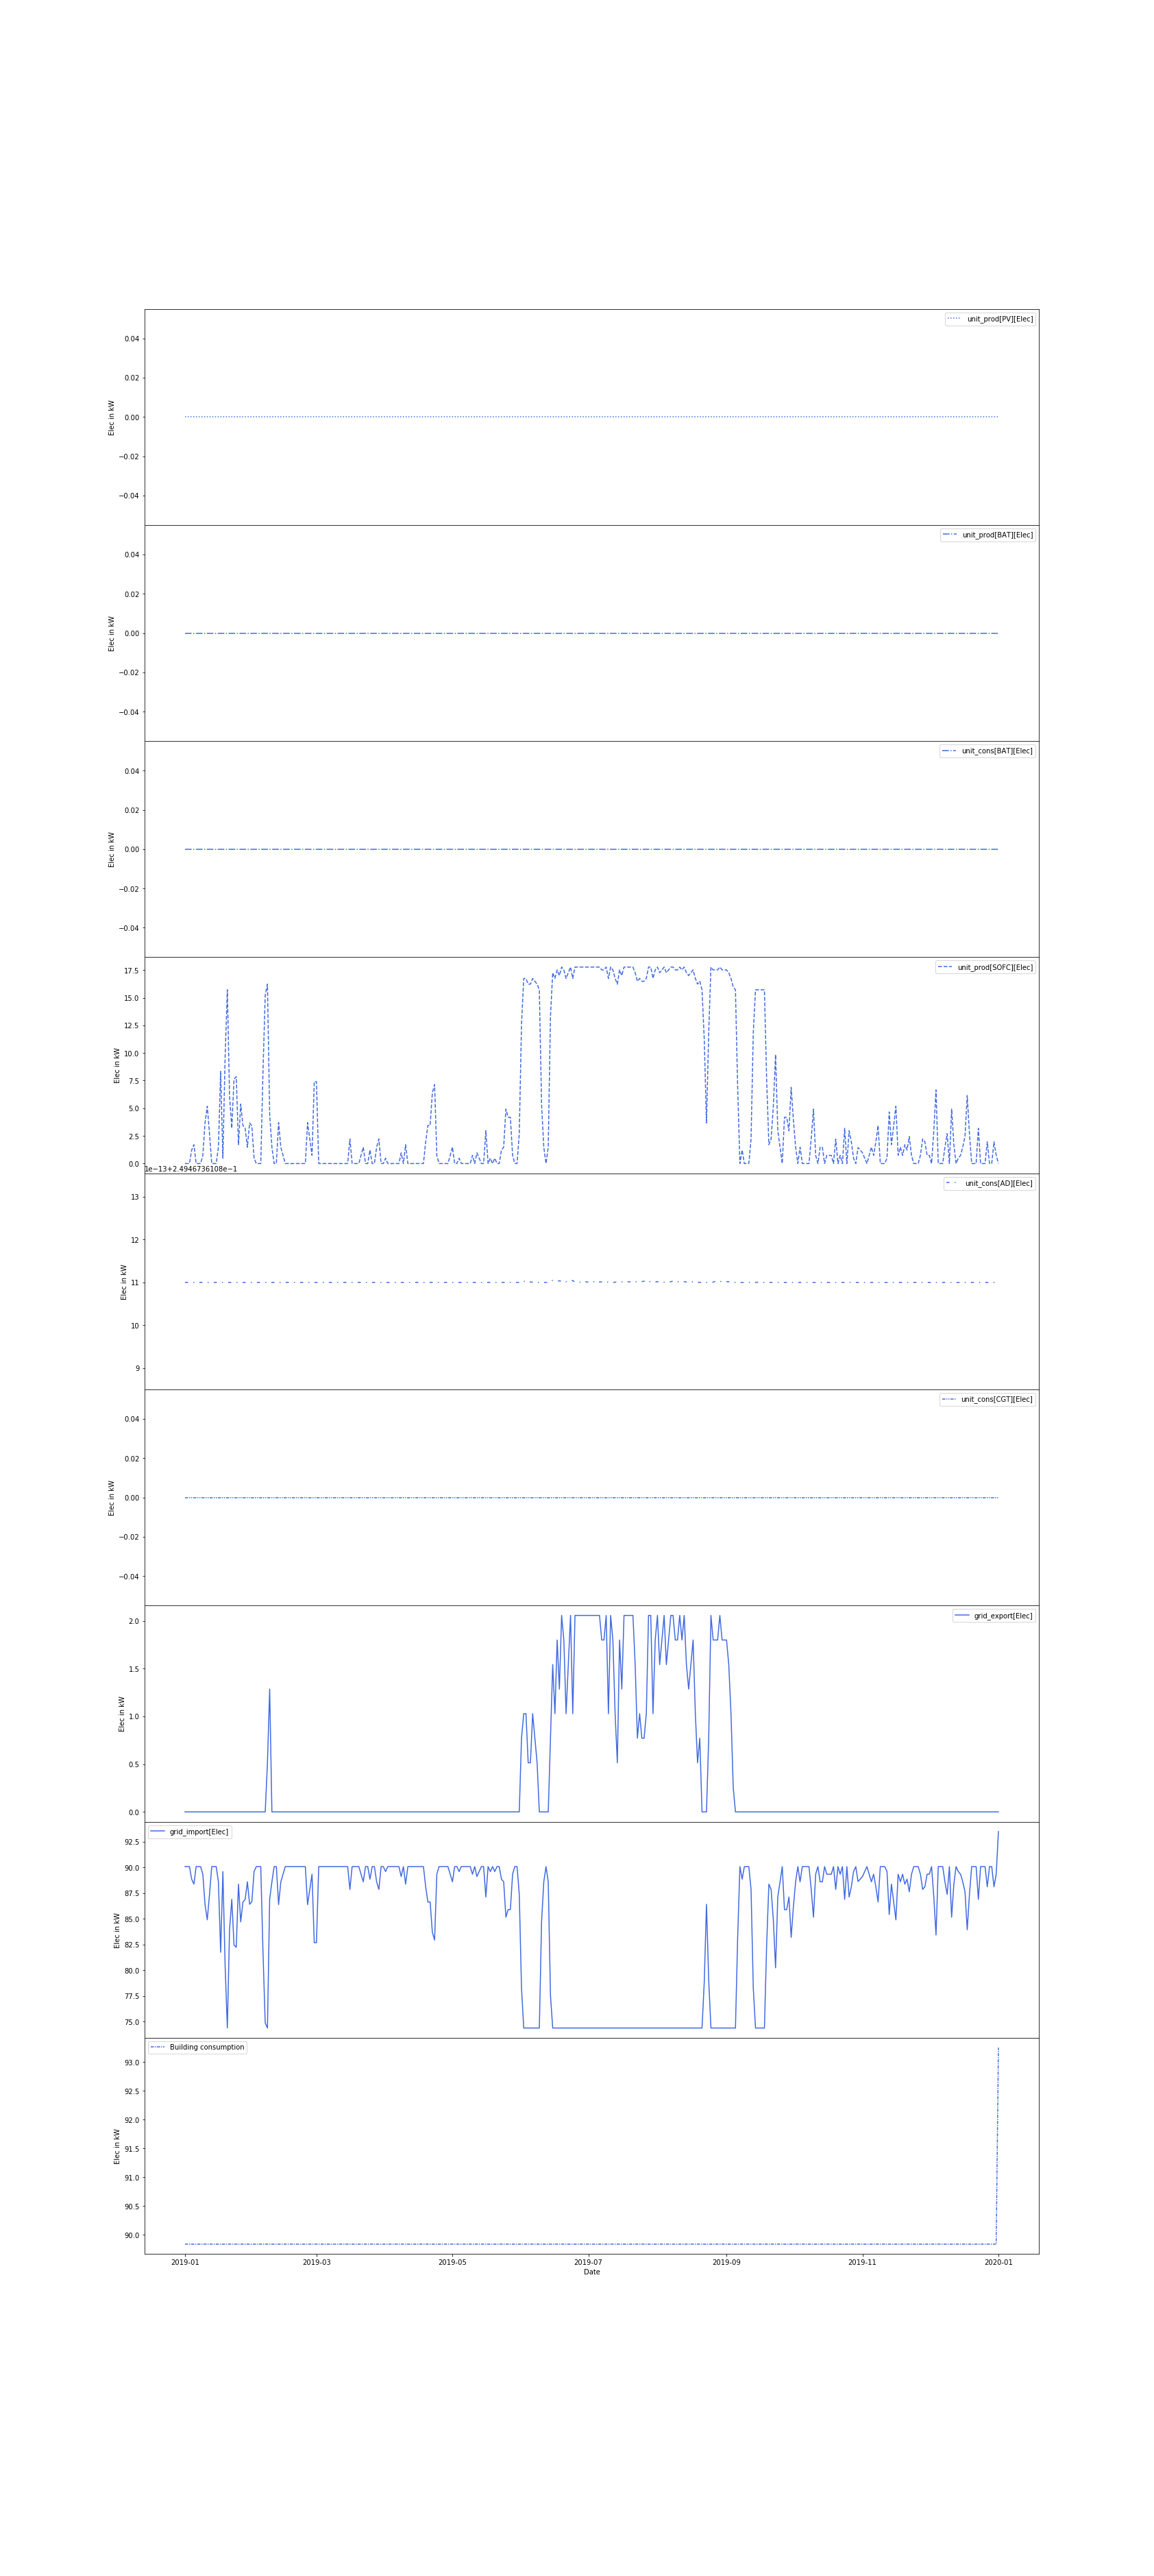 unit_prod[PV][Elec]
0.04
0.02
0.00
−0.02
−0.04
Elec in kW
unit_prod[BAT][Elec]
0.04
0.02
0.00
−0.02
−0.04
Elec in kW
unit_cons[BAT][Elec]
0.04
0.02
0.00
−0.02
−0.04
Elec in kW
unit_prod[SOFC][Elec]
17.5
15.0
12.5
10.0
7.5
5.0
2.5
0.0
Elec in kW
1e−13+2.4946736108e−1
unit_cons[AD][Elec]
13
12
11
10
9
Elec in kW
unit_cons[CGT][Elec]
0.04
0.02
0.00
−0.02
−0.04
Elec in kW
grid_export[Elec]
2.0
1.5
1.0
0.5
0.0
Elec in kW
grid_import[Elec]
92.5
90.0
87.5
85.0
82.5
80.0
77.5
75.0
Elec in kW
Building consumption
93.0
92.5
92.0
91.5
91.0
90.5
90.0
Elec in kW
2019-01 2019-03 2019-05 2019-07 2019-09 2019-11 2020-01
Date